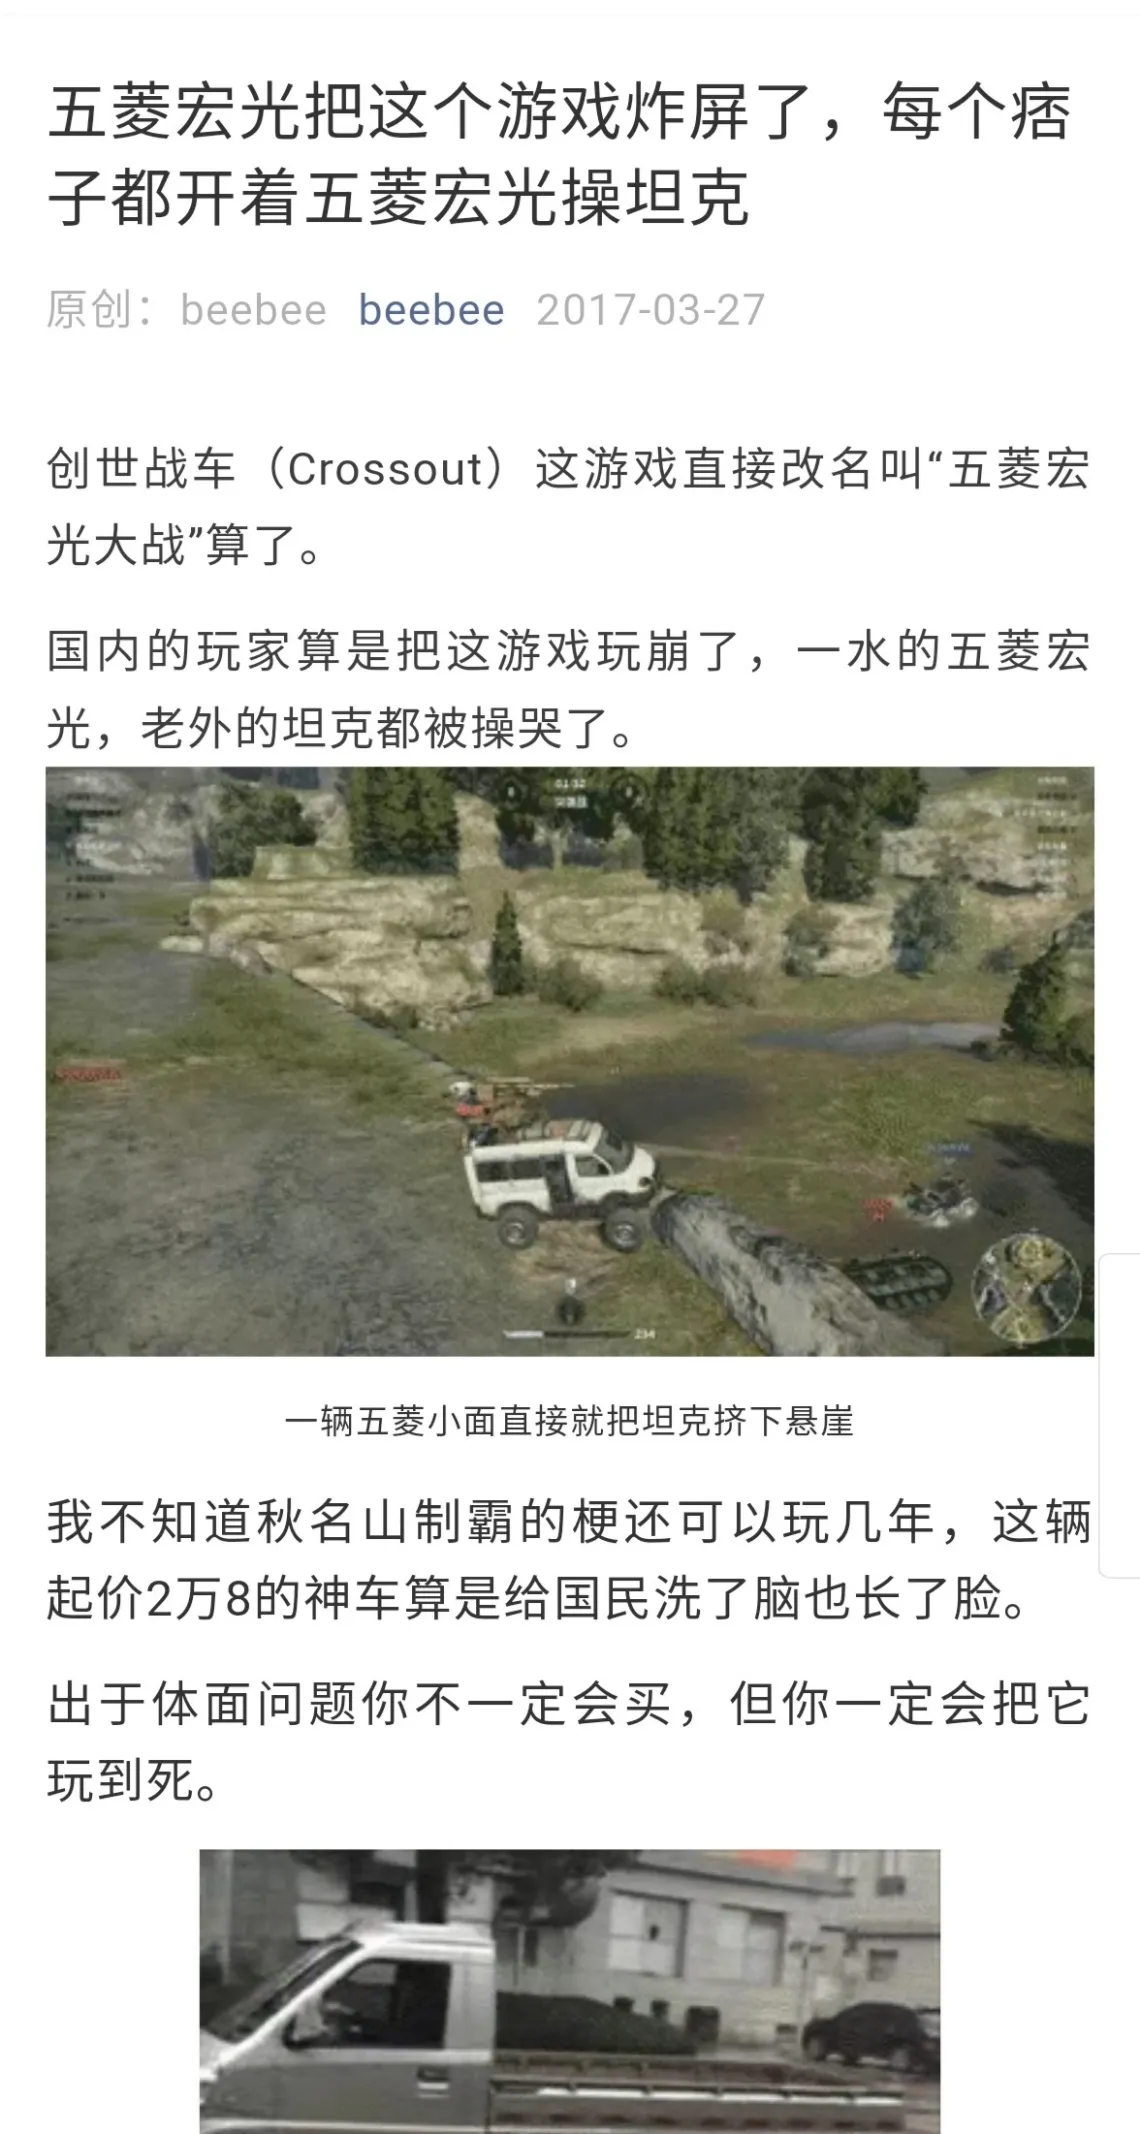 五菱宏光把这个游戏炸屏了，每个痞
子都开着五菱宏光操坦克
原创：beebee beebee 2017-03-27
创世战车（Crossout）这游戏直接改名叫“五菱宏
光大战”算了。
国内的玩家算是把这游戏玩崩了，一水的五菱宏
光，老外的坦克都被操哭了。
01:32
234
一辆五菱小面直接就把坦克挤下悬崖
我不知道秋名山制霸的梗还可以玩几年，这辆
起价2万8的神车算是给国民洗了脑也长了脸。
出于体面问题你不一定会买，但你一定会把它
玩到死。